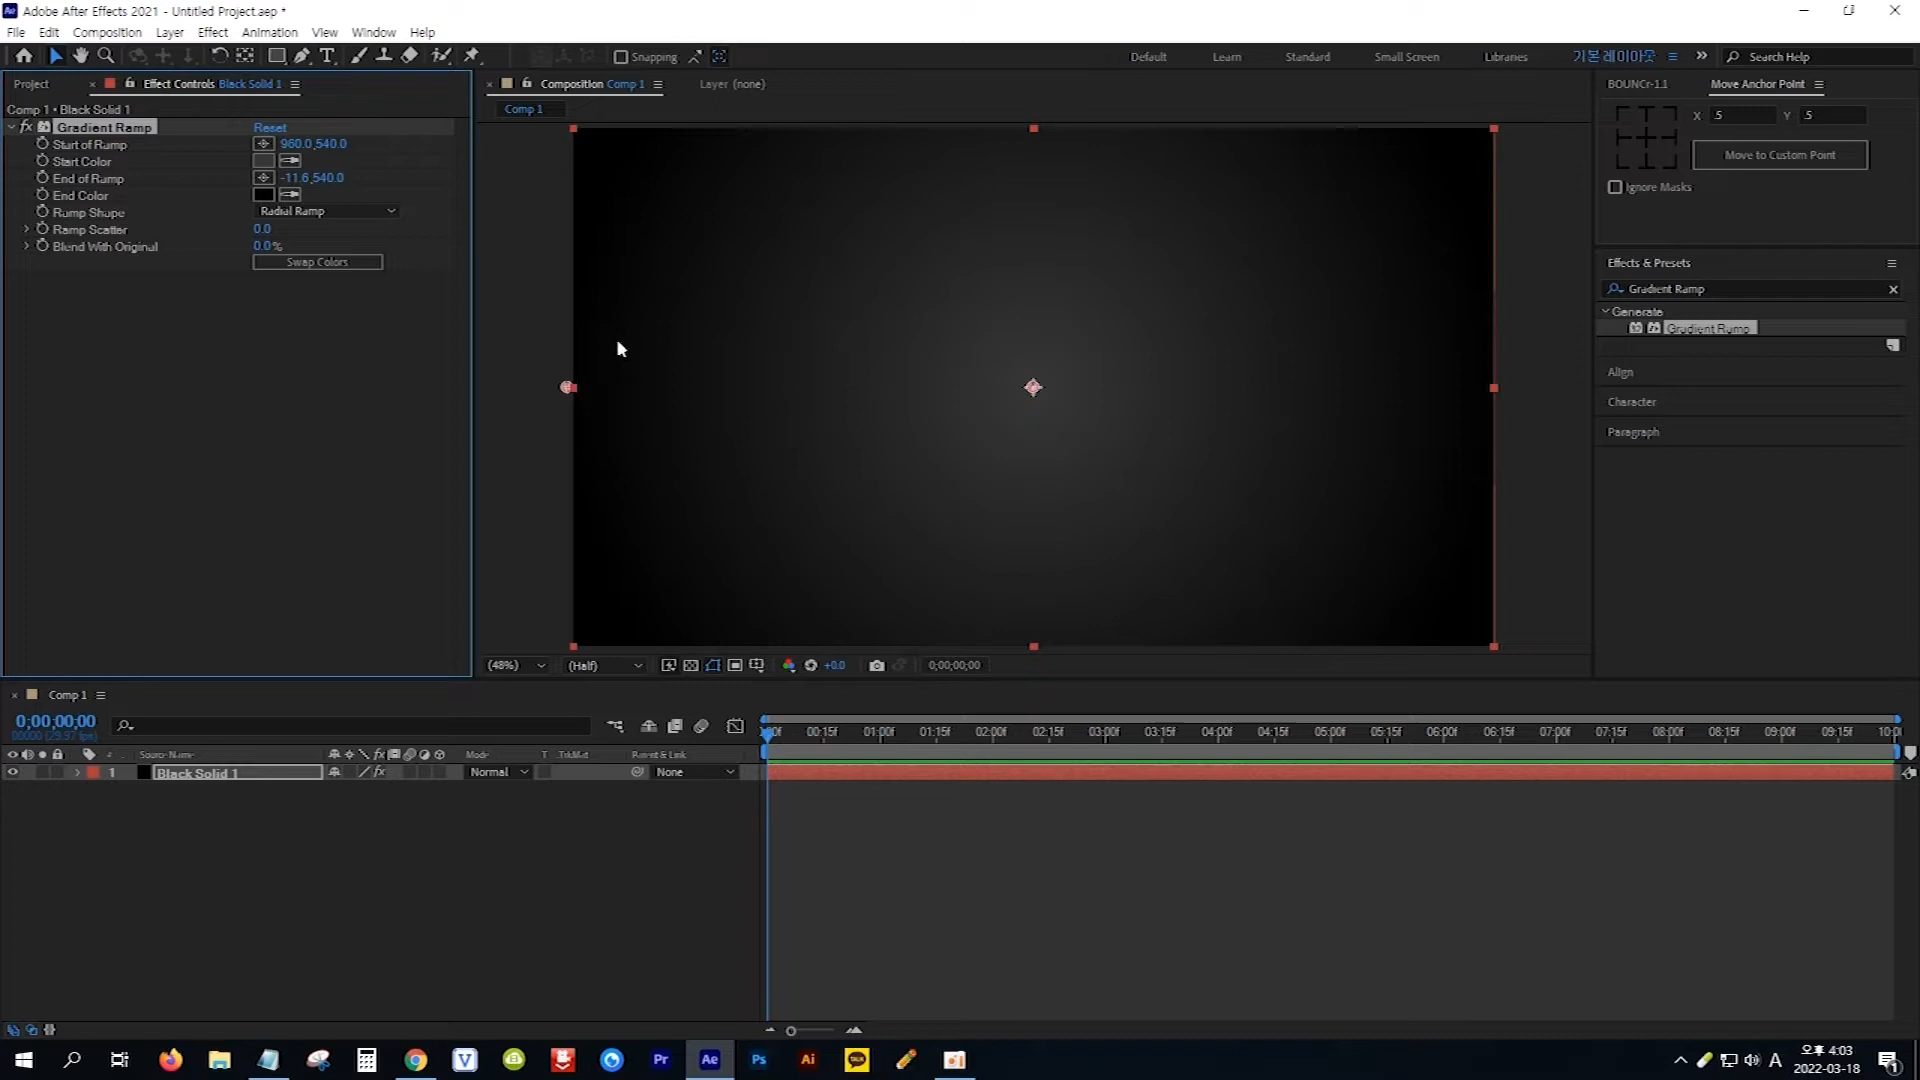 Adobe After Effects 2021 - Untitled Project.aep *
File Edit Composition Layer Effect Animation View Window Help
Snapping
Default Learn Standard Small Screen Libraries 기본레이아웃 Search Help
Project Effect Controls Black Solid 1
Composition Comp 1 Layer (none)
BOUNCr-1.1 Move Anchor Point
Comp 1 • Black Solid 1
Comp 1
Gradient Ramp Reset
Start of Ramp 960.0,540.0
Start Color
End of Ramp -11.6,540.0
End Color
Ramp Shape Radial Ramp
Ramp Scatter 0.0
Blend With Original 0.0%
Swap Colors
X .5 Y .5
Move to Custom Point
Ignore Masks
Effects & Presets
Gradient Ramp
Generate
Gradient Ramp
Align
Character
Paragraph
(48%) (Half) +0.0 0;00;00;00
Comp 1
0;00;00;00
00000 (29.97 fps)
00:15f 01:00f 01:15f 02:00f 02:15f 03:00f 03:15f 04:00f 04:15f 05:00f 05:15f 06:00f 06:15f 07:00f 07:15f 08:00f 08:15f 09:00f 09:15f 10:0
Source Name Mode T .TrkMat Parent & Link
1 Black Solid 1 Normal None
Pr Ae Ps Ai TALK
A 오후 4:03
2022-03-18
1